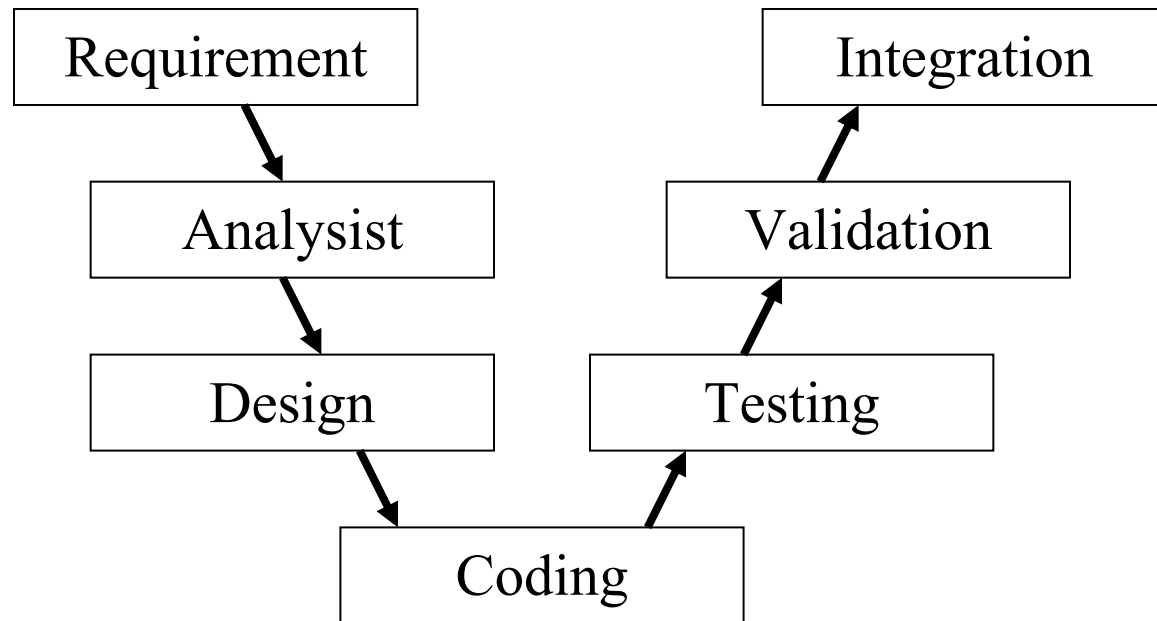 Requirement
Integration
Analysist
Validation
Design
Testing
Coding